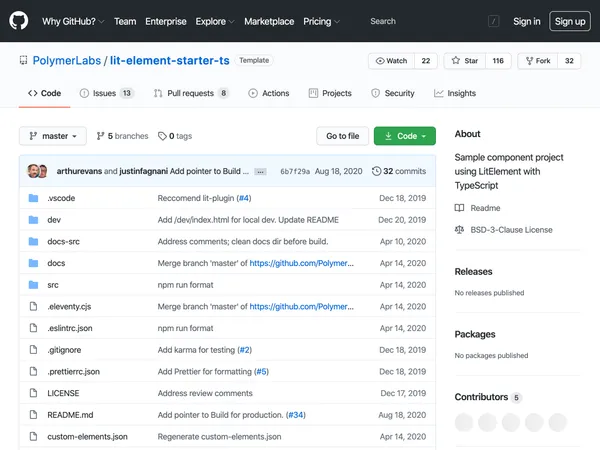 Why GitHub? Team Enterprise Explore Marketplace Pricing Search / Sign in Sign up
PolymerLabs / lit-element-starter-ts Template Watch 22 Star 116 Fork 32
Code Issues 13 Pull requests 8 Actions Projects Security Insights
master 5 branches 0 tags Go to file Code
arthurevans and justinfagnani Add pointer to Build ... 6b7f29a Aug 18, 2020 32 commits
.vscode Reccomend lit-plugin (#4) Dec 18, 2019
dev Add /dev/index.html for local dev. Update README Dec 20, 2019
docs-src Address comments; clean docs dir before build. Apr 10, 2020
docs Merge branch 'master' of https://github.com/Polymer... Apr 14, 2020
src npm run format Apr 14, 2020
.eleventy.cjs Merge branch 'master' of https://github.com/Polymer... Apr 14, 2020
.eslintrc.json npm run format Apr 14, 2020
.gitignore Add karma for testing (#2) Dec 18, 2019
.prettierrc.json Add Prettier for formatting (#5) Dec 18, 2019
LICENSE Address review comments Dec 17, 2019
README.md Add pointer to Build for production. (#34) Aug 18, 2020
custom-elements.json Regenerate custom-elements.json Apr 14, 2020
About
Sample component project
using LitElement with
TypeScript
Readme
BSD-3-Clause License
Releases
No releases published
Packages
No packages published
Contributors 5